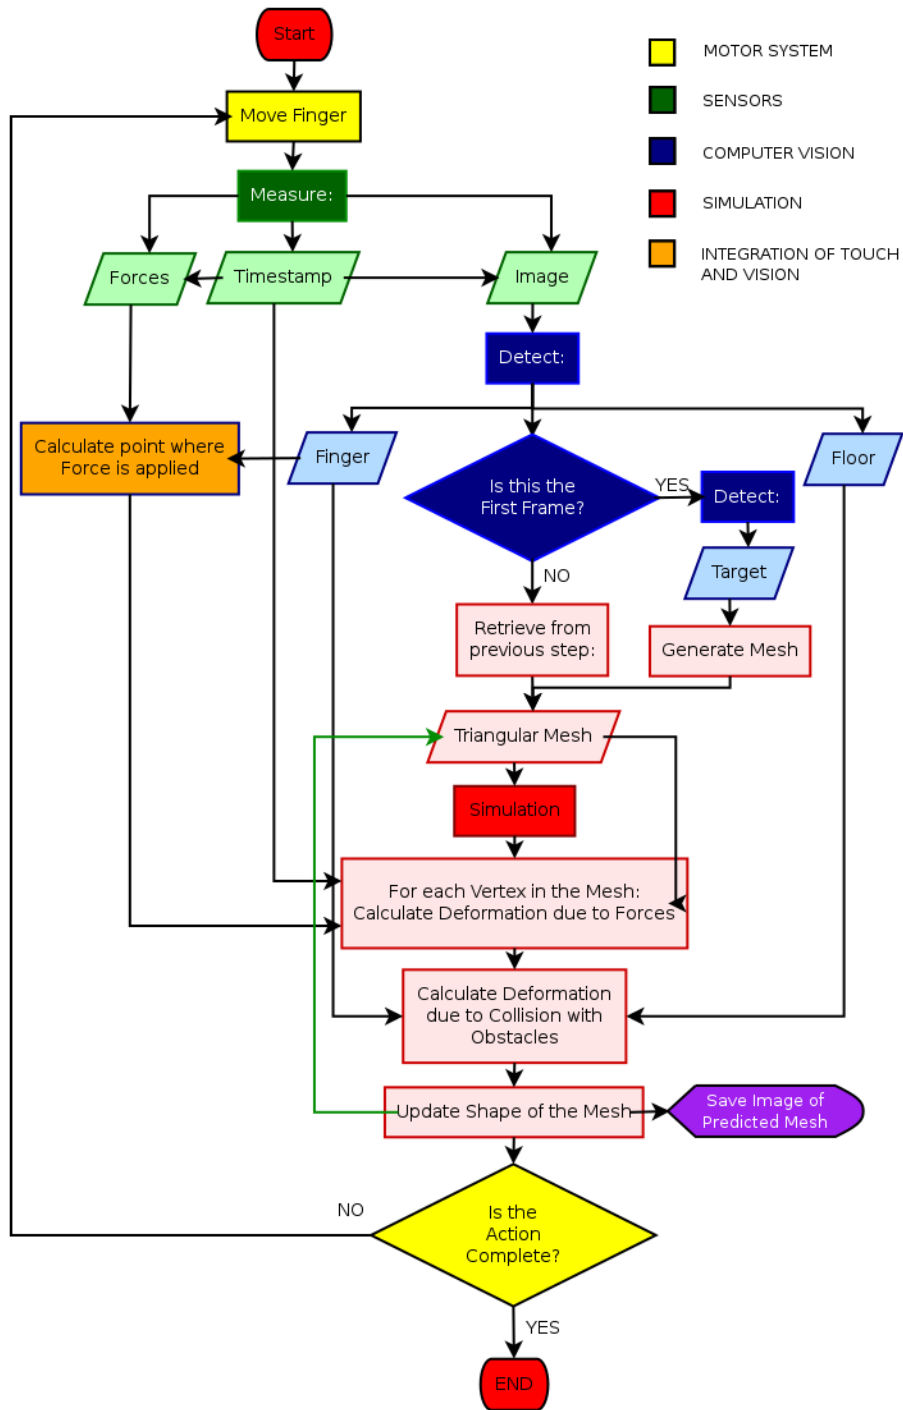 Start
MOTOR SYSTEM
Move Finger
SENSORS
COMPUTER VISION
Measure:
SIMULATION
INTEGRATION OF TOUCH
AND VISION
Forces
Timestamp
Image
Detect:
Calculate point where
Force is applied
Finger
Is this the
First Frame?
YES
Detect:
Floor
NO
Target
Retrieve from
previous step:
Generate Mesh
Triangular Mesh
Simulation
For each Vertex in the Mesh:
Calculate Deformation due to Forces
Calculate Deformation
due to Collision with
Obstacles
Update Shape of the Mesh
Save Image of
Predicted Mesh
NO
Is the
Action
Complete?
YES
END